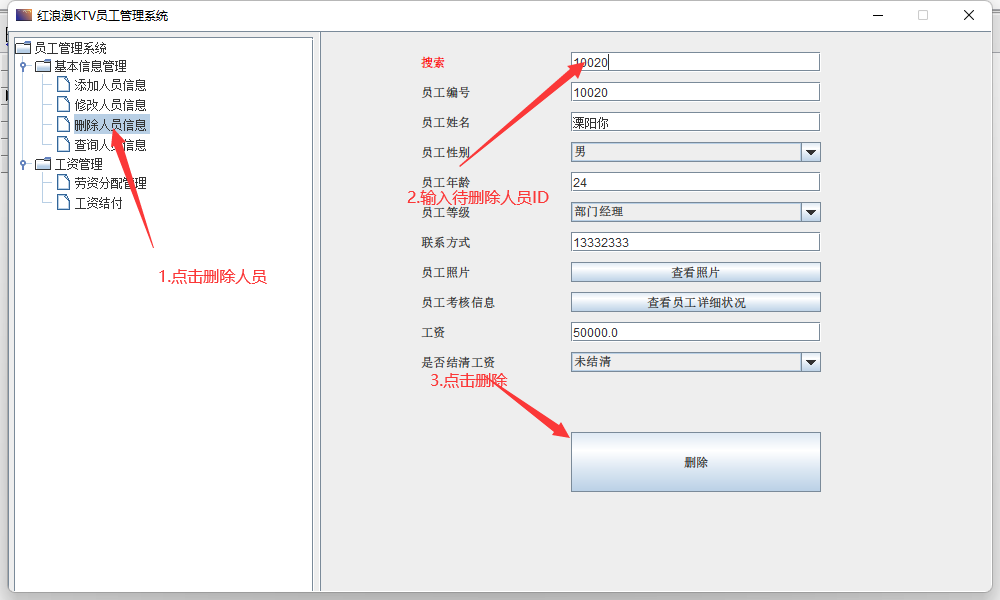 红浪漫KTV员工管理系统
员工管理系统
基本信息管理
添加人员信息
修改人员信息
删除人员信息
查询人员信息
工资管理
劳资分配管理
工资结付
1.点击删除人员
搜索 10020
员工编号 10020
员工姓名 溧阳你
员工性别 男
员工年龄 24
2.输入待删除人员ID
员工等级 部门经理
联系方式 13332333
员工照片 查看照片
员工考核信息 查看员工详细状况
工资 50000.0
是否结清工资 未结清
3.点击删除
删除